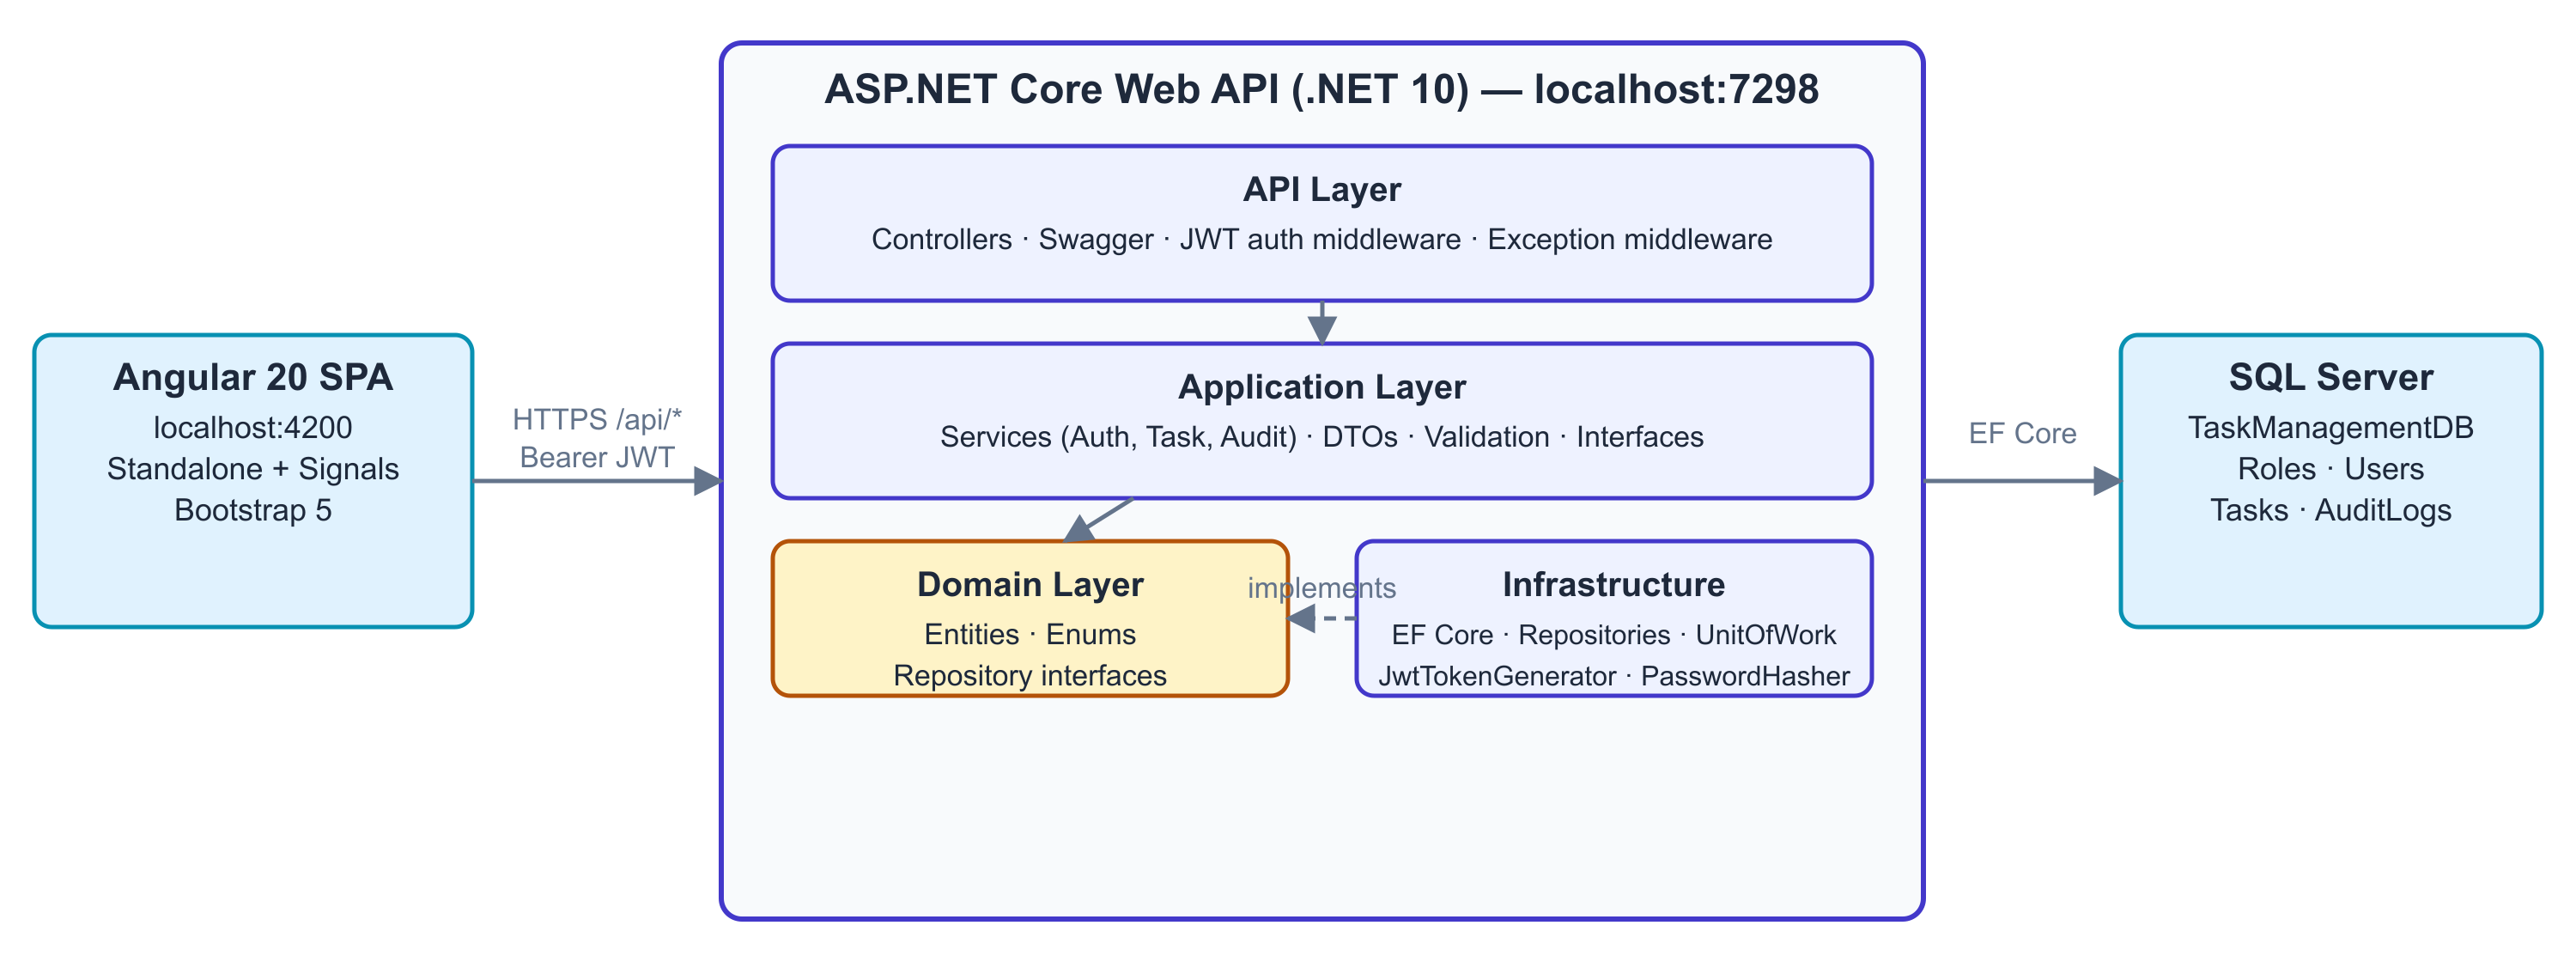 ASP.NET Core Web API (.NET 10) — localhost:7298
API Layer
Controllers · Swagger · JWT auth middleware · Exception middleware
Application Layer
Services (Auth, Task, Audit) · DTOs · Validation · Interfaces
Domain Layer
Entities · Enums
Repository interfaces
implements
Infrastructure
EF Core · Repositories · UnitOfWork
JwtTokenGenerator · PasswordHasher
Angular 20 SPA
localhost:4200
Standalone + Signals
Bootstrap 5
HTTPS /api/*
Bearer JWT
EF Core
SQL Server
TaskManagementDB
Roles · Users
Tasks · AuditLogs